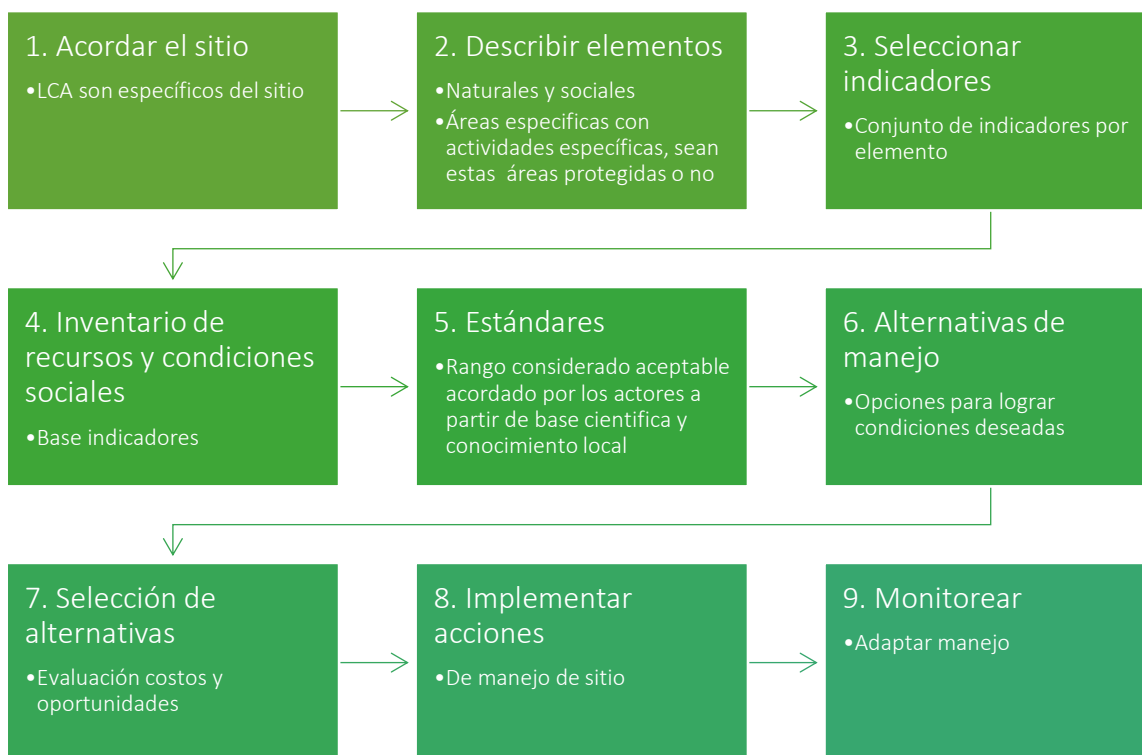 1. Acordar el sitio
•LCA son específicos del sitio
2. Describir elementos
•Naturales y sociales
•Áreas especificas con
actividades específicas, sean
estas áreas protegidas o no
3. Seleccionar
indicadores
•Conjunto de indicadores por
elemento
4. Inventario de
recursos y condiciones
sociales
•Base indicadores
5. Estándares
•Rango considerado aceptable
acordado por los actores a
partir de base cientifica y
conocimiento local
6. Alternativas de
manejo
•Opciones para lograr
condiciones deseadas
7. Selección de
alternativas
•Evaluación costos y
oportunidades
8. Implementar
acciones
•De manejo de sitio
9. Monitorear
•Adaptar manejo